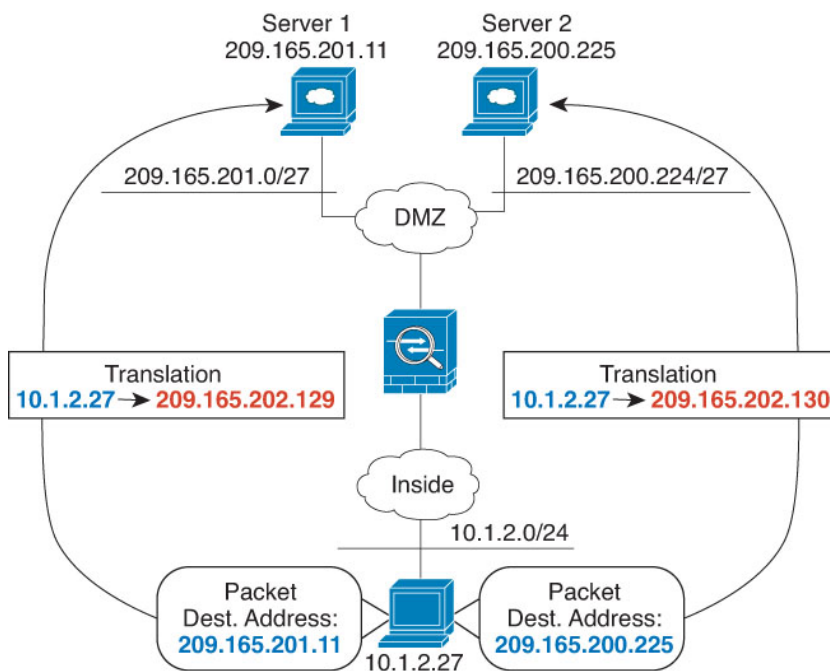 Server 1
209.165.201.11
Server 2
209.165.200.225
209.165.201.0/27
209.165.200.224/27
DMZ
Translation
10.1.2.27 209.165.202.129
Translation
10.1.2.27 209.165.202.130
Inside
10.1.2.0/24
Packet
Dest. Address:
209.165.201.11
Packet
Dest. Address:
209.165.200.225
10.1.2.27